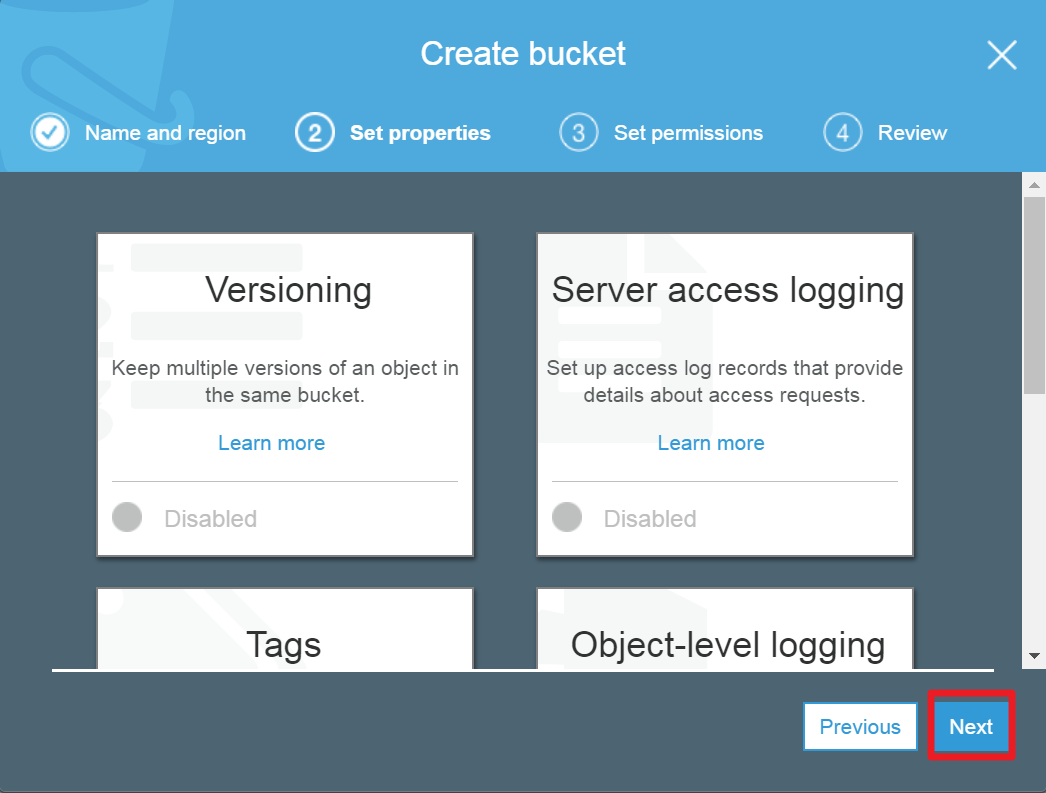 Create bucket
Name and region
2 Set properties
3 Set permissions
4 Review
Versioning
Keep multiple versions of an object in
the same bucket.
Learn more
Disabled
Server access logging
Set up access log records that provide
details about access requests.
Learn more
Disabled
Tags
Object-level logging
Previous
Next